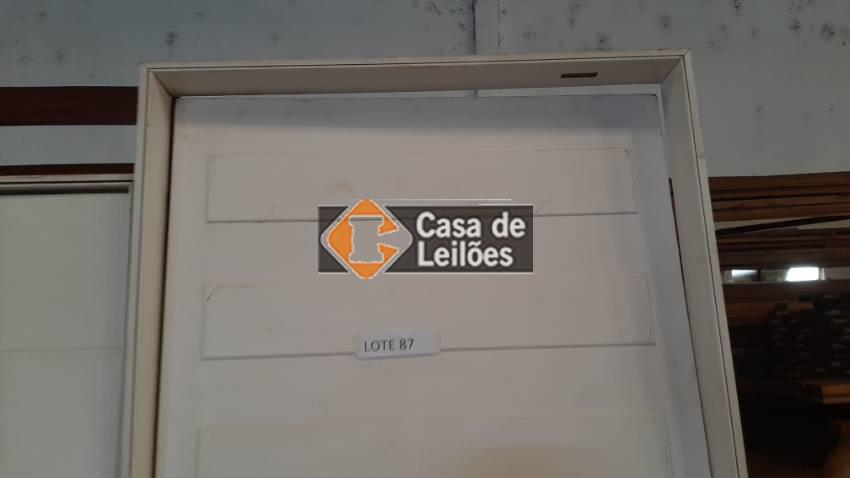 Casa de
Leilões
LOTE 87